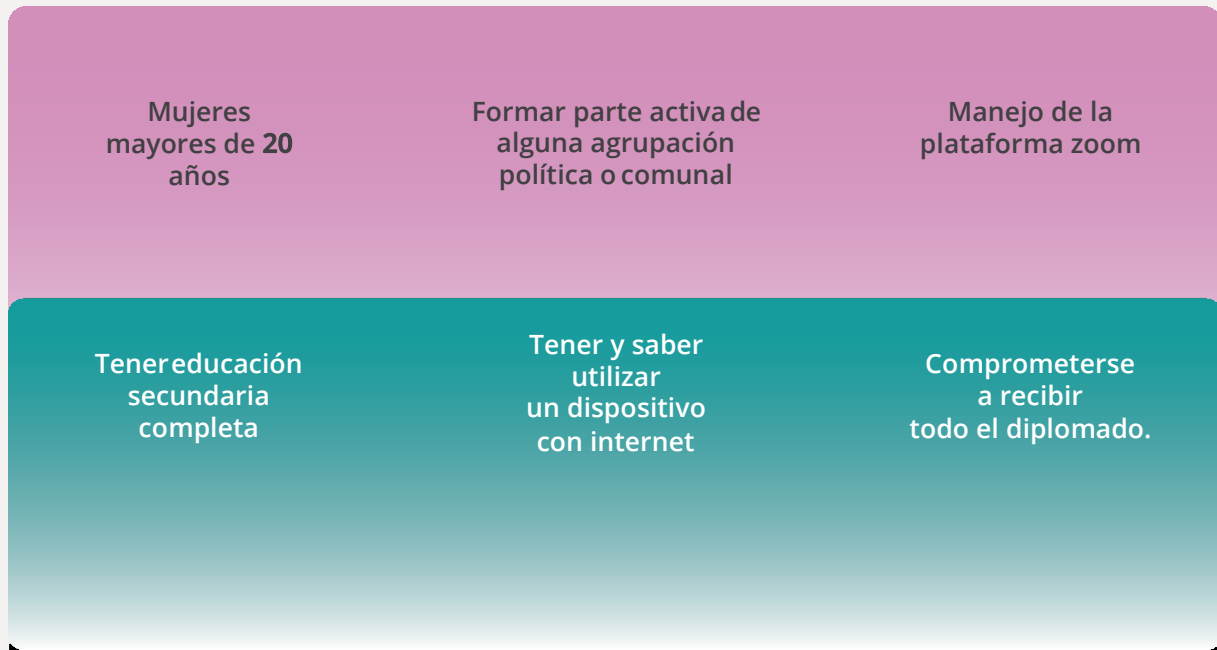 Mujeres
mayores de 20
años
Formar parte activa de
alguna agrupación
política o comunal
Manejo de la
plataforma zoom
Tener educación
secundaria
completa
Tener y saber
utilizar
un dispositivo
con internet
Comprometerse
a recibir
todo el diplomado.